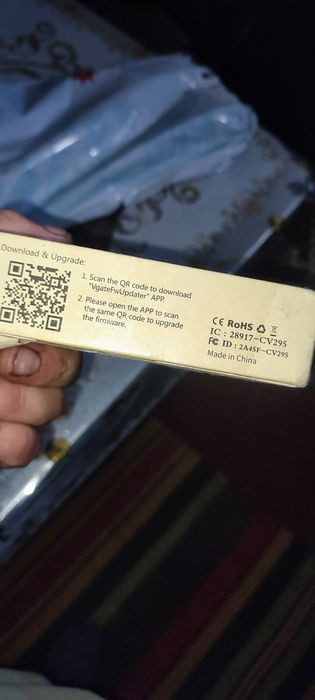 Download & Upgrade:
1. Scan the QR code to download
"VgateFwUpdater" APP.
2. Please open the APP to scan
the same QR code to upgrade
the firmware.
CE RoHS
IC : 28917-CV295
FC ID : 2A45F-CV295
Made in China